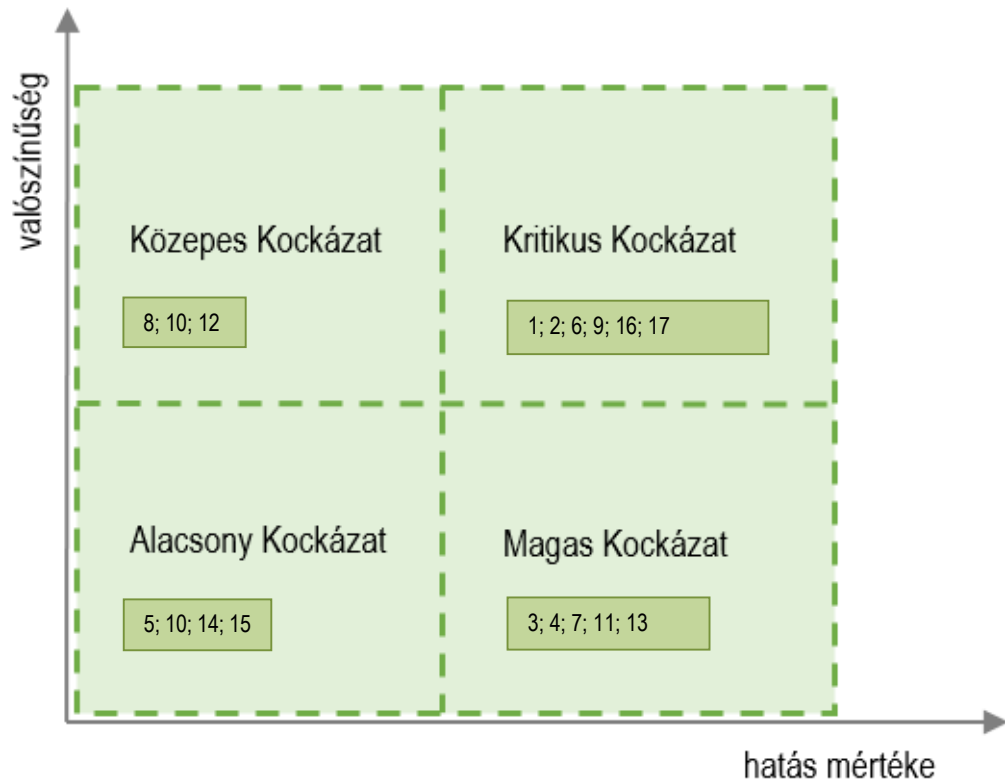 valószínűség
Közepes Kockázat
8; 10; 12
Kritikus Kockázat
1; 2; 6; 9; 16; 17
Alacsony Kockázat
5; 10; 14; 15
Magas Kockázat
3; 4; 7; 11; 13
hatás mértéke